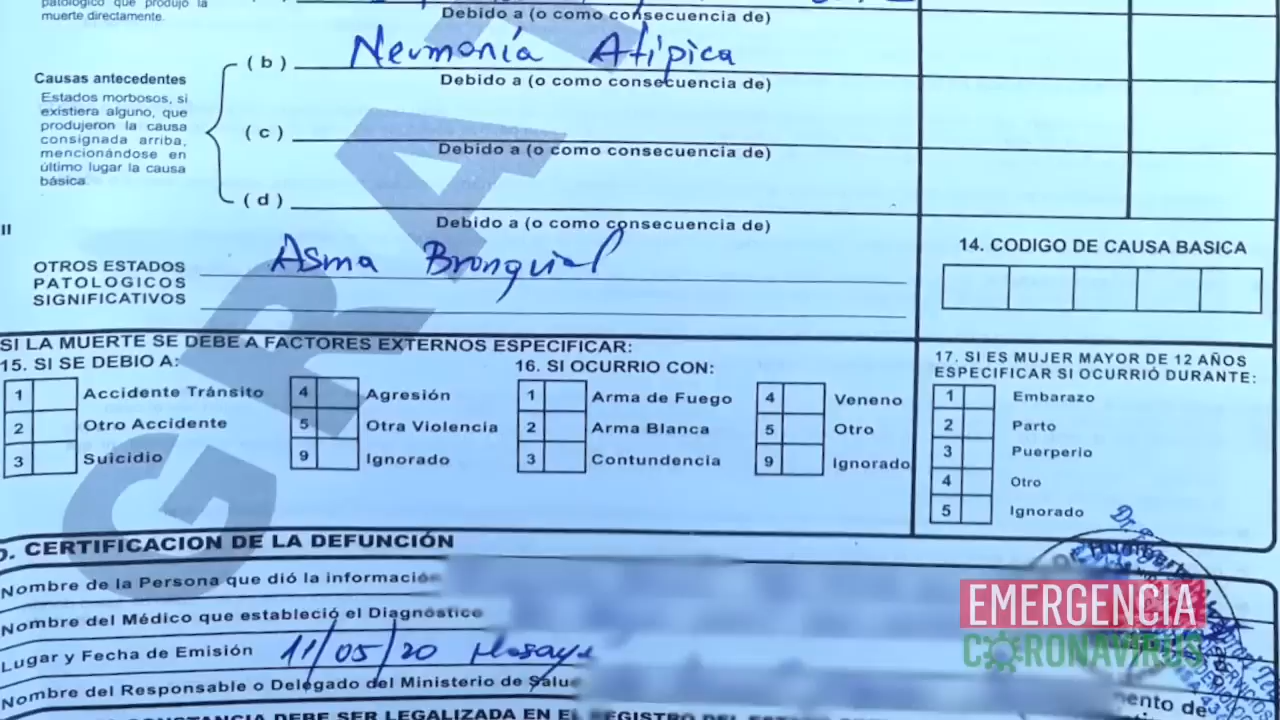 patológico que produjo la
muerte directamente.
Debido a (o como consecuencia de)
(b) Neumonía Atípica
Debido a (o como consecuencia de)
Causas antecedentes
Estados morbosos, si
existiera alguno, que
produjeron la causa
consignada arriba,
mencionándose en
último lugar la causa
básica.
(c)
Debido a (o como consecuencia de)
(d)
Debido a (o como consecuencia de)
II
OTROS ESTADOS
PATOLOGICOS
SIGNIFICATIVOS
Asma Bronquial
14. CODIGO DE CAUSA BASICA
SI LA MUERTE SE DEBE A FACTORES EXTERNOS ESPECIFICAR:
15. SI SE DEBIO A:
1 Accidente Tránsito
2 Otro Accidente
3 Suicidio
4 Agresión
5 Otra Violencia
9 Ignorado
16. SI OCURRIO CON:
1 Arma de Fuego
2 Arma Blanca
3 Contundencia
4 Veneno
5 Otro
9 Ignorado
17. SI ES MUJER MAYOR DE 12 AÑOS
ESPECIFICAR SI OCURRIÓ DURANTE:
1 Embarazo
2 Parto
3 Puerperio
4 Otro
5 Ignorado
GRAT
D. CERTIFICACION DE LA DEFUNCIÓN
Nombre de la Persona que dió la información
Nombre del Médico que estableció el Diagnóstico
Lugar y Fecha de Emisión 11/05/20 Masaya
Nombre del Responsable o Delegado del Ministerio de Salu
CONSTANCIA DEBE SER LEGALIZADA EN EL REGISTRO DEL
EMERGENCIA
CORONAVIRUS